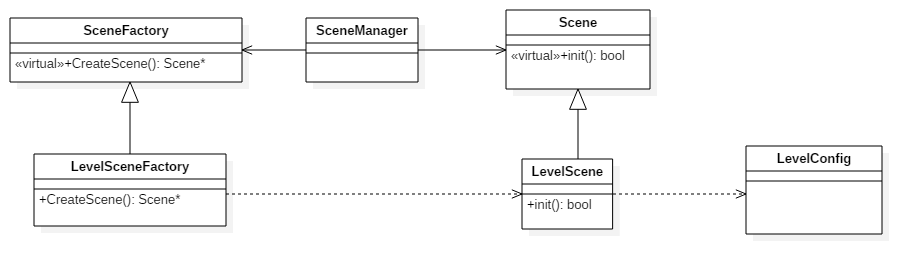 SceneFactory
«virtual»+CreateScene(): Scene*
SceneManager
Scene
«virtual»+init(): bool
LevelSceneFactory
+CreateScene(): Scene*
LevelScene
+init(): bool
LevelConfig